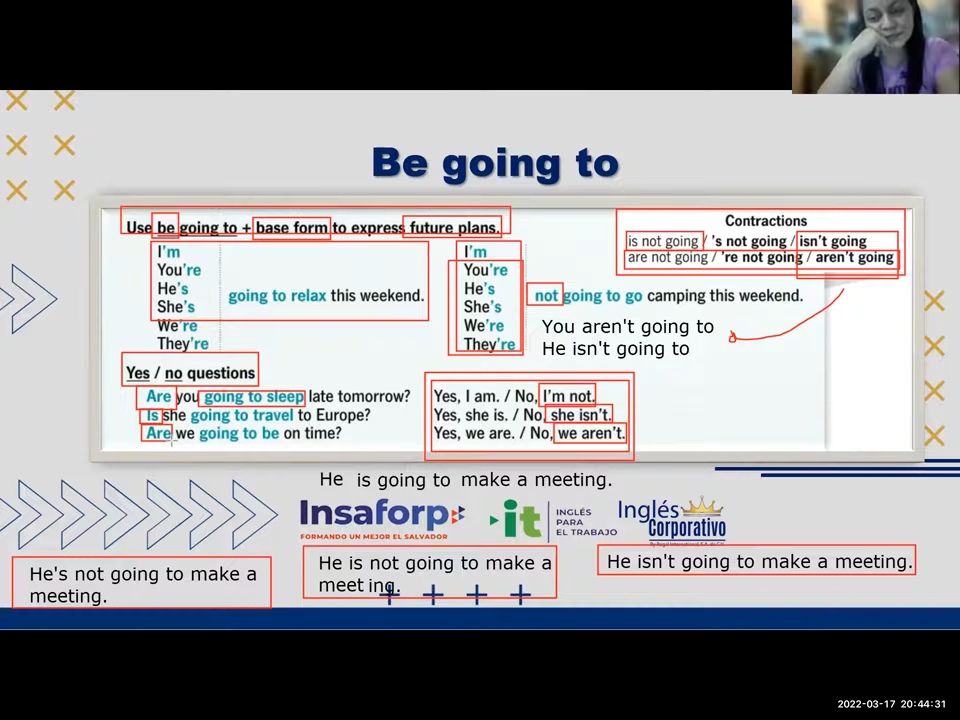 Be going to
Use be going to + base form to express future plans.
I'm
You're
He's
She's
We're
They're
going to relax this weekend.
I'm
You're
He's
She's
We're
They're
not going to go camping this weekend.
Contractions
is not going / 's not going / isn't going
are not going / 're not going / aren't going
You aren't going to
He isn't going to
Yes / no questions
Are you going to sleep late tomorrow?
Is she going to travel to Europe?
Are we going to be on time?
Yes, I am. / No, I'm not.
Yes, she is. / No, she isn't.
Yes, we are. / No, we aren't.
He is going to make a meeting.
Insaforp
FORMANDO UN MEJOR EL SALVADOR
it
INGLÉS
PARA
EL TRABAJO
Inglés
Corporativo
He's not going to make a
meeting.
He is not going to make a
meeting.
He isn't going to make a meeting.
2022-03-17 20:44:31